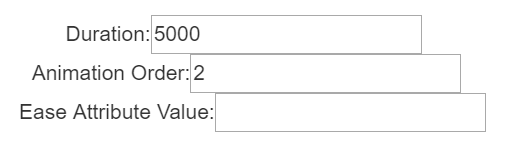 Duration: 5000
Animation Order: 2
Ease Attribute Value: